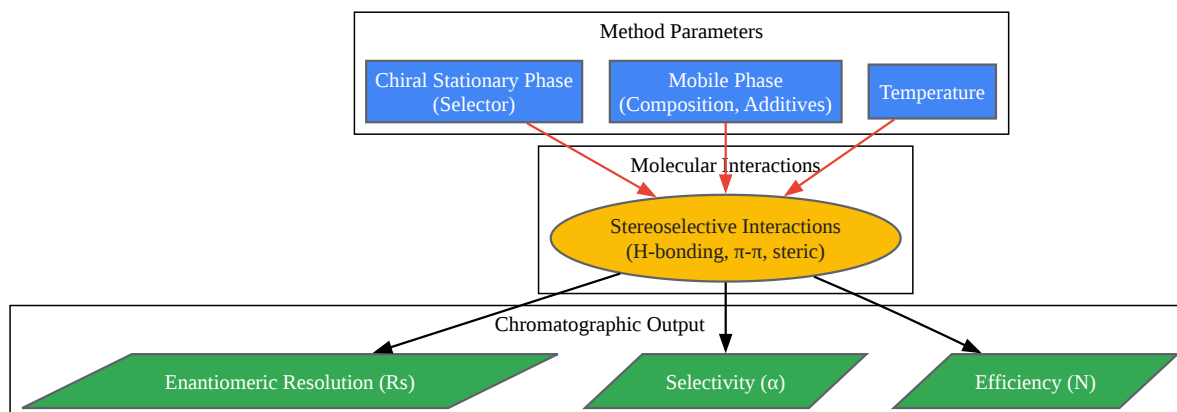 Method Parameters
Chiral Stationary Phase
(Selector)
Mobile Phase
(Composition, Additives)
Temperature
Molecular Interactions
Stereoselective Interactions
(H-bonding, π-π, steric)
Chromatographic Output
Enantiomeric Resolution (Rs)
Selectivity (α)
Efficiency (N)